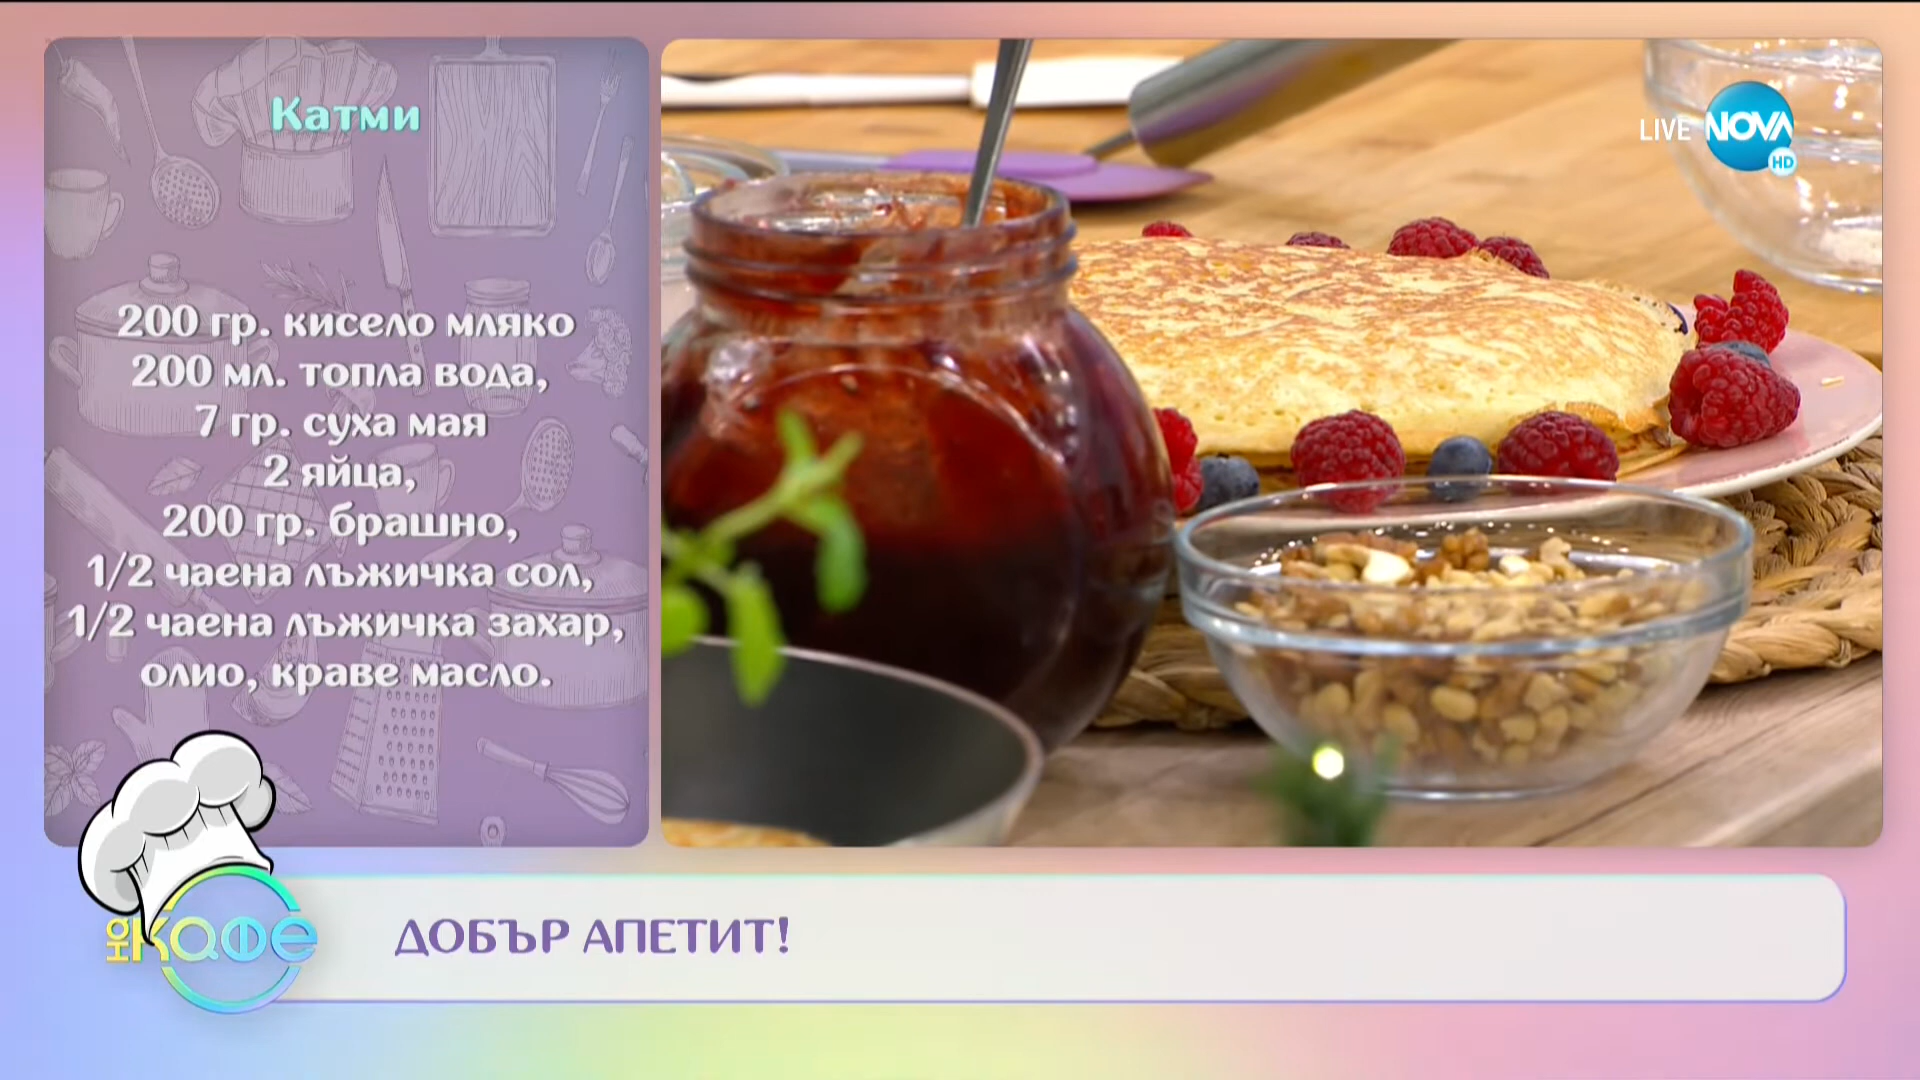 Катми
200 гр. кисело мляко
200 мл. топла вода,
7 гр. суха мая
2 яйца,
200 гр. брашно,
1/2 чаена лъжичка сол,
1/2 чаена лъжичка захар,
олио, краве масло.
LIVE NOVA
HD
НА КАФЕ
ДОБЪР АПЕТИТ!